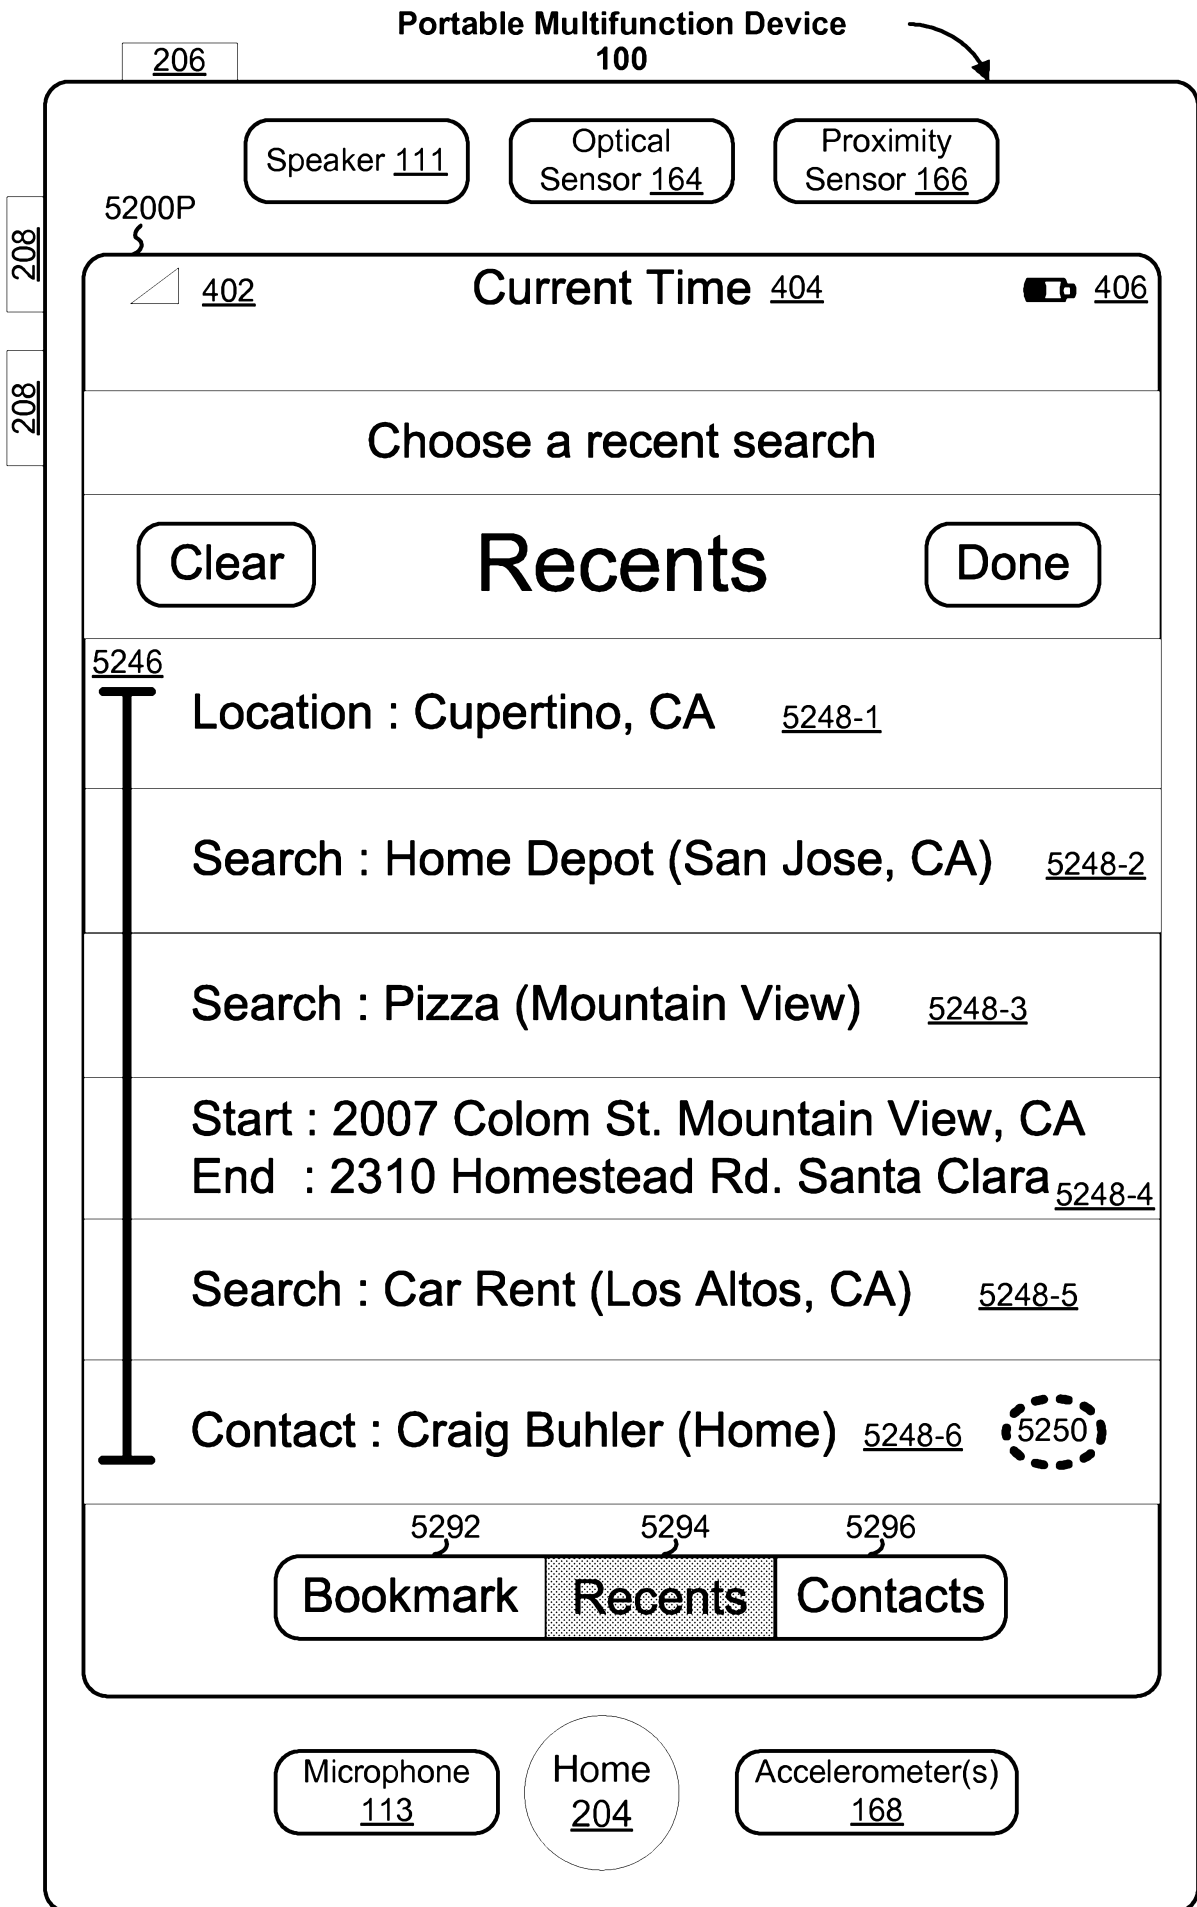 Portable Multifunction Device
100
206
Speaker 111
Optical
Sensor 164
Proximity
Sensor 166
5200P
208
208
402
Current Time 404
406
Choose a recent search
Clear
Recents
Done
5246
Location : Cupertino, CA 5248-1
Search : Home Depot (San Jose, CA) 5248-2
Search : Pizza (Mountain View) 5248-3
Start : 2007 Colom St. Mountain View, CA
End : 2310 Homestead Rd. Santa Clara 5248-4
Search : Car Rent (Los Altos, CA) 5248-5
Contact : Craig Buhler (Home) 5248-6 5250
5292 5294 5296
Bookmark Recents Contacts
Microphone
113
Home
204
Accelerometer(s)
168